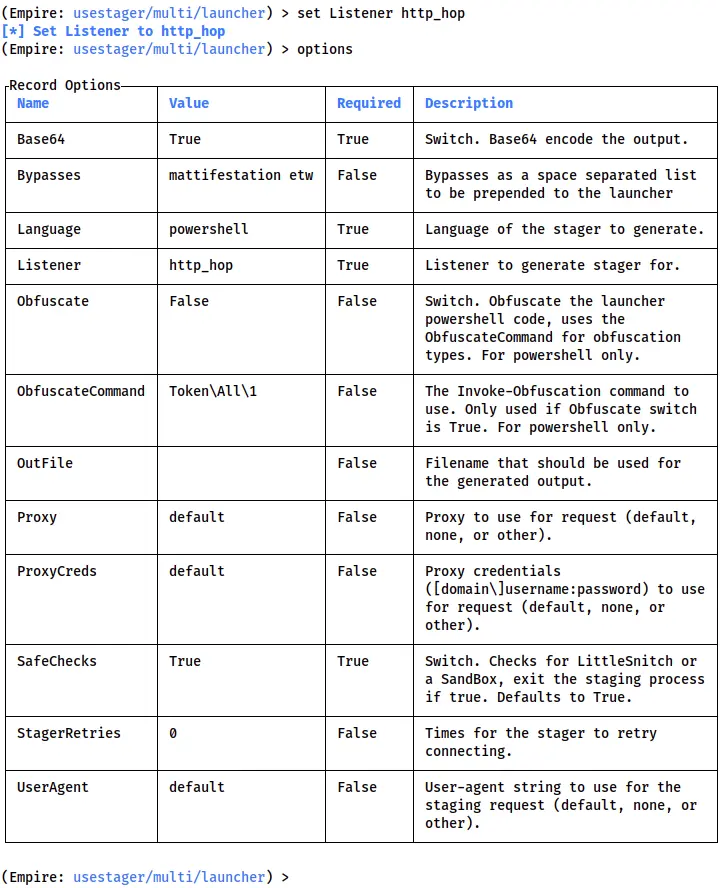 (Empire: usestager/multi/launcher) > set Listener http_hop
[*] Set Listener to http_hop
(Empire: usestager/multi/launcher) > options
Record Options
Name Value Required Description
Base64 True True Switch. Base64 encode the output.
Bypasses mattifestation etw False Bypasses as a space separated list
to be prepended to the launcher
Language powershell True Language of the stager to generate.
Listener http_hop True Listener to generate stager for.
Obfuscate False False Switch. Obfuscate the launcher
powershell code, uses the
ObfuscateCommand for obfuscation
types. For powershell only.
ObfuscateCommand Token\All\1 False The Invoke-Obfuscation command to
use. Only used if Obfuscate switch
is True. For powershell only.
OutFile False Filename that should be used for
the generated output.
Proxy default False Proxy to use for request (default,
none, or other).
ProxyCreds default False Proxy credentials
([domain\]username:password) to use
for request (default, none, or
other).
SafeChecks True True Switch. Checks for LittleSnitch or
a SandBox, exit the staging process
if true. Defaults to True.
StagerRetries 0 False Times for the stager to retry
connecting.
UserAgent default False User-agent string to use for the
staging request (default, none, or
other).
(Empire: usestager/multi/launcher) >